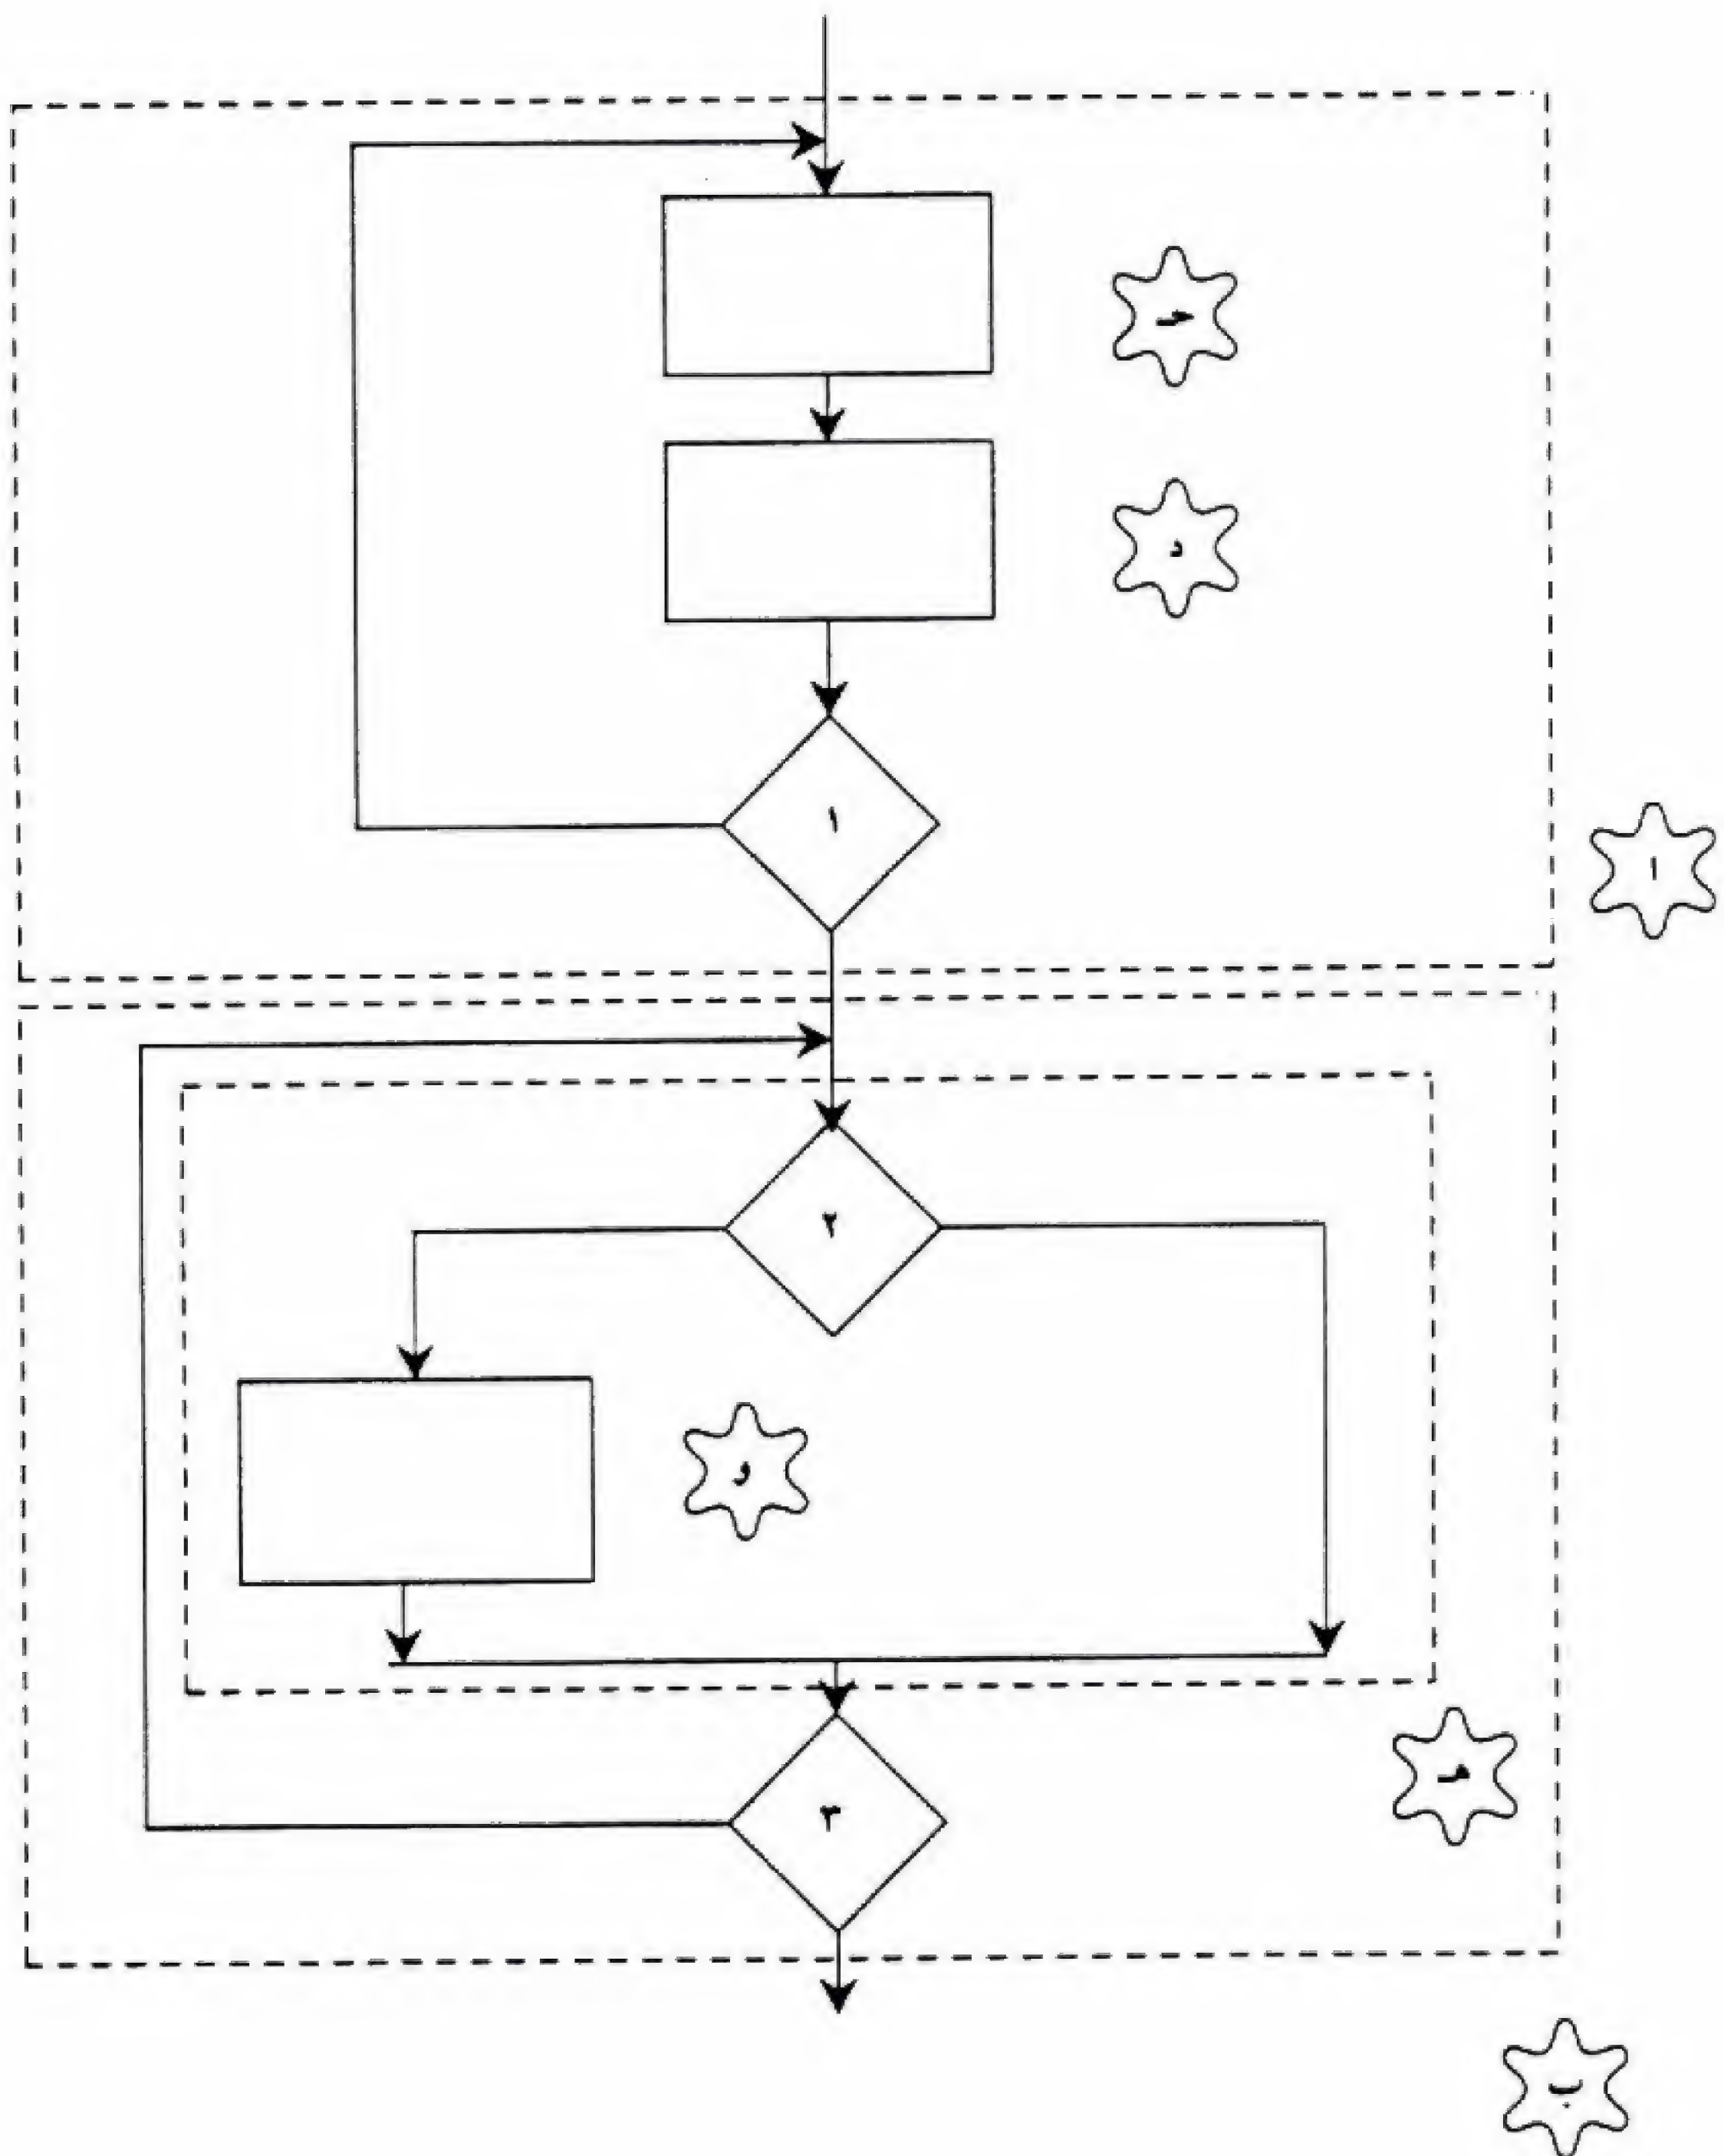 جـ
د
١
ا
٢
و
هـ
٣
ب